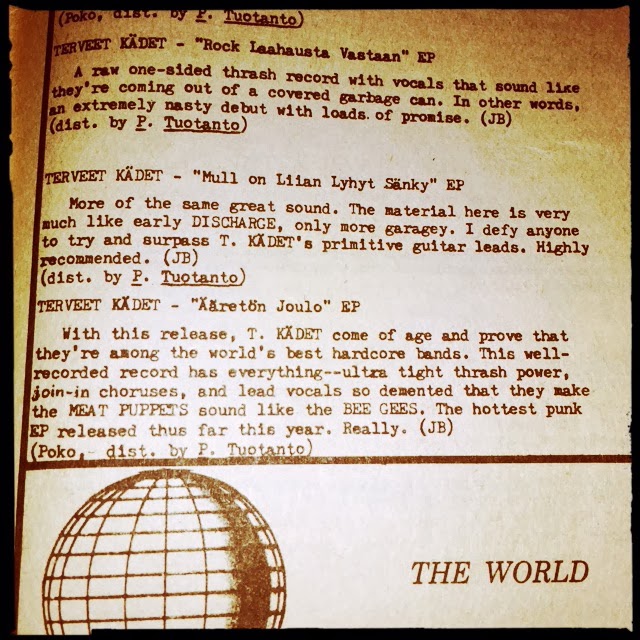 (Poko, dist. by P. Tuotanto)
TERVEET KÄDET - "Rock Laahausta Vastaan" EP
A raw one-sided thrash record with vocals that sound like
they're coming out of a covered garbage can. In other words,
an extremely nasty debut with loads of promise. (JB)
(dist. by P. Tuotanto)
TERVEET KÄDET - "Mull on Liian Lyhyt Sänky" EP
More of the same great sound. The material here is very
much like early DISCHARGE, only more garagey. I defy anyone
to try and surpass T. KÄDET's primitive guitar leads. Highly
recommended. (JB)
(dist. by P. Tuotanto)
TERVEET KÄDET - "Ääretön Joulo" EP
With this release, T. KÄDET come of age and prove that
they're among the world's best hardcore bands. This well-
recorded record has everything--ultra tight thrash power,
join-in choruses, and lead vocals so demented that they make
the MEAT PUPPETS sound like the BEE GEES. The hottest punk
EP released thus far this year. Really. (JB)
(Poko, dist. by P. Tuotanto)
THE WORLD